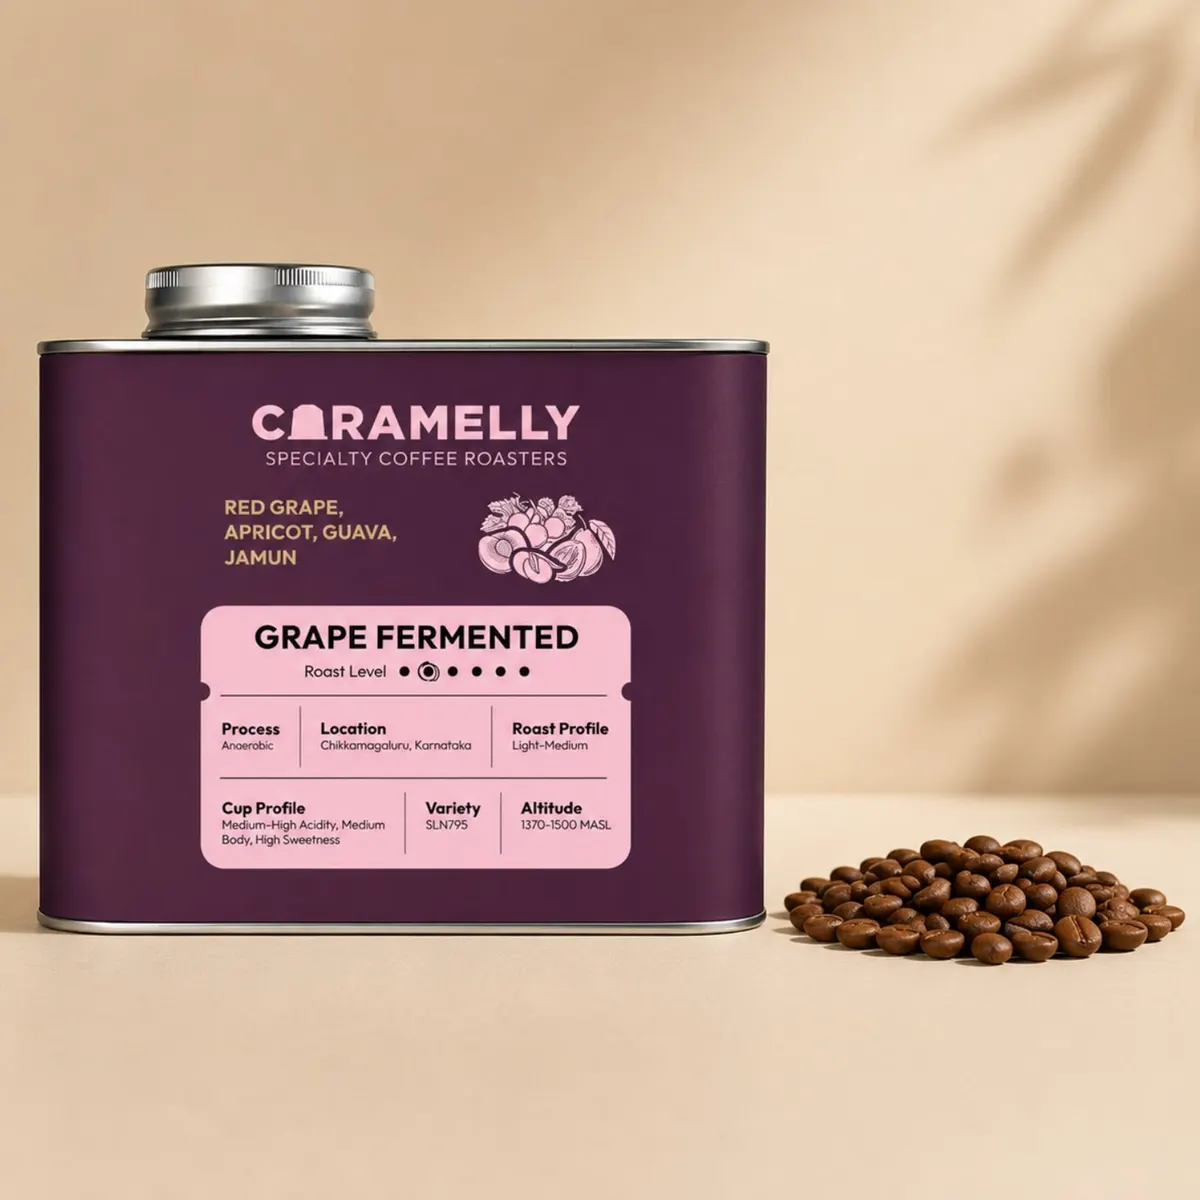 CARAMELLY
SPECIALTY COFFEE ROASTERS
RED GRAPE,
APRICOT, GUAVA,
JAMUN
GRAPE FERMENTED
Roast Level
Process
Anaerobic
Location
Chikkamagaluru, Karnataka
Roast Profile
Light-Medium
Cup Profile
Medium-High Acidity, Medium
Body, High Sweetness
Variety
SLN795
Altitude
1370-1500 MASL